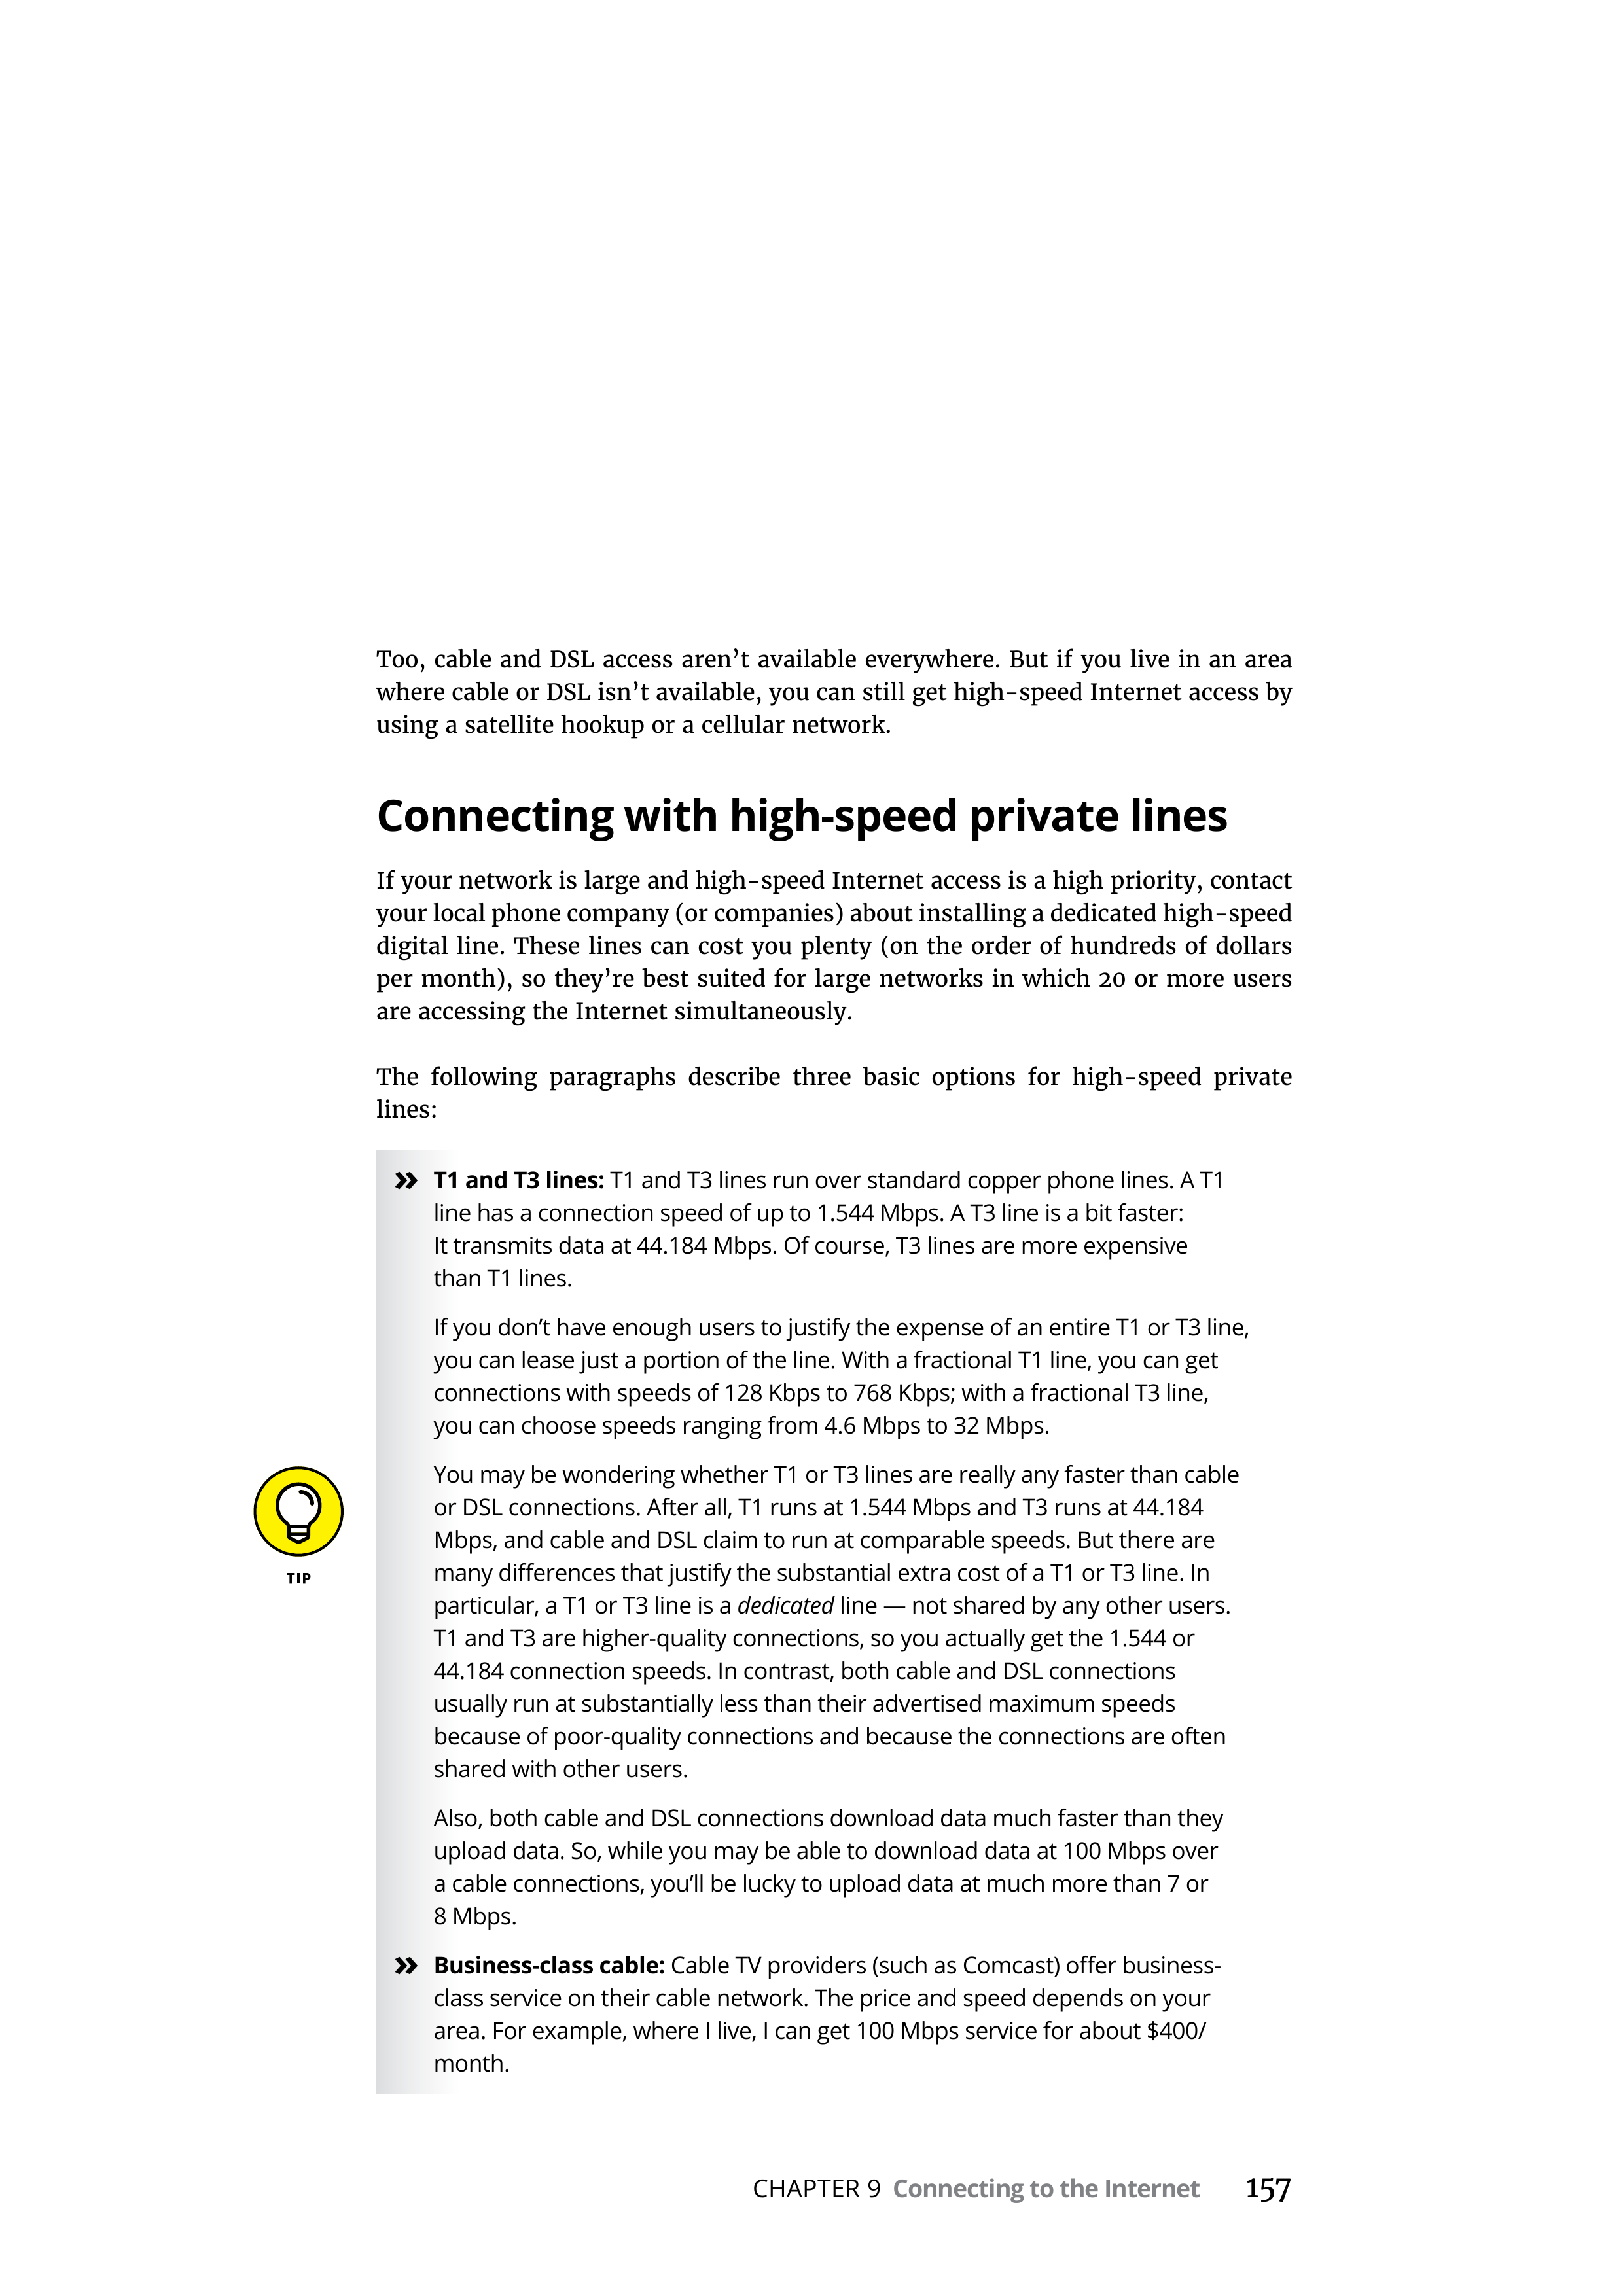 Too, cable and DSL access aren’t available everywhere. But if you live in an area
where cable or DSL isn’t available, you can still get high-speed Internet access by
using a satellite hookup or a cellular network.
Connecting with high-speed private lines
If your network is large and high-speed Internet access is a high priority, contact
your local phone company (or companies) about installing a dedicated high-speed
digital line. These lines can cost you plenty (on the order of hundreds of dollars
per month), so they’re best suited for large networks in which 20 or more users
are accessing the Internet simultaneously.
The following paragraphs describe three basic options for high-speed private
lines:
» T1 and T3 lines: T1 and T3 lines run over standard copper phone lines. A T1
line has a connection speed of up to 1.544 Mbps. A T3 line is a bit faster:
It transmits data at 44.184 Mbps. Of course, T3 lines are more expensive
than T1 lines.
If you don’t have enough users to justify the expense of an entire T1 or T3 line,
you can lease just a portion of the line. With a fractional T1 line, you can get
connections with speeds of 128 Kbps to 768 Kbps; with a fractional T3 line,
you can choose speeds ranging from 4.6 Mbps to 32 Mbps.
TIP
You may be wondering whether T1 or T3 lines are really any faster than cable
or DSL connections. After all, T1 runs at 1.544 Mbps and T3 runs at 44.184
Mbps, and cable and DSL claim to run at comparable speeds. But there are
many differences that justify the substantial extra cost of a T1 or T3 line. In
particular, a T1 or T3 line is a dedicated line — not shared by any other users.
T1 and T3 are higher-quality connections, so you actually get the 1.544 or
44.184 connection speeds. In contrast, both cable and DSL connections
usually run at substantially less than their advertised maximum speeds
because of poor-quality connections and because the connections are often
shared with other users.
Also, both cable and DSL connections download data much faster than they
upload data. So, while you may be able to download data at 100 Mbps over
a cable connections, you’ll be lucky to upload data at much more than 7 or
8 Mbps.
» Business-class cable: Cable TV providers (such as Comcast) offer business-
class service on their cable network. The price and speed depends on your
area. For example, where I live, I can get 100 Mbps service for about $400/
month.
CHAPTER 9 Connecting to the Internet 157